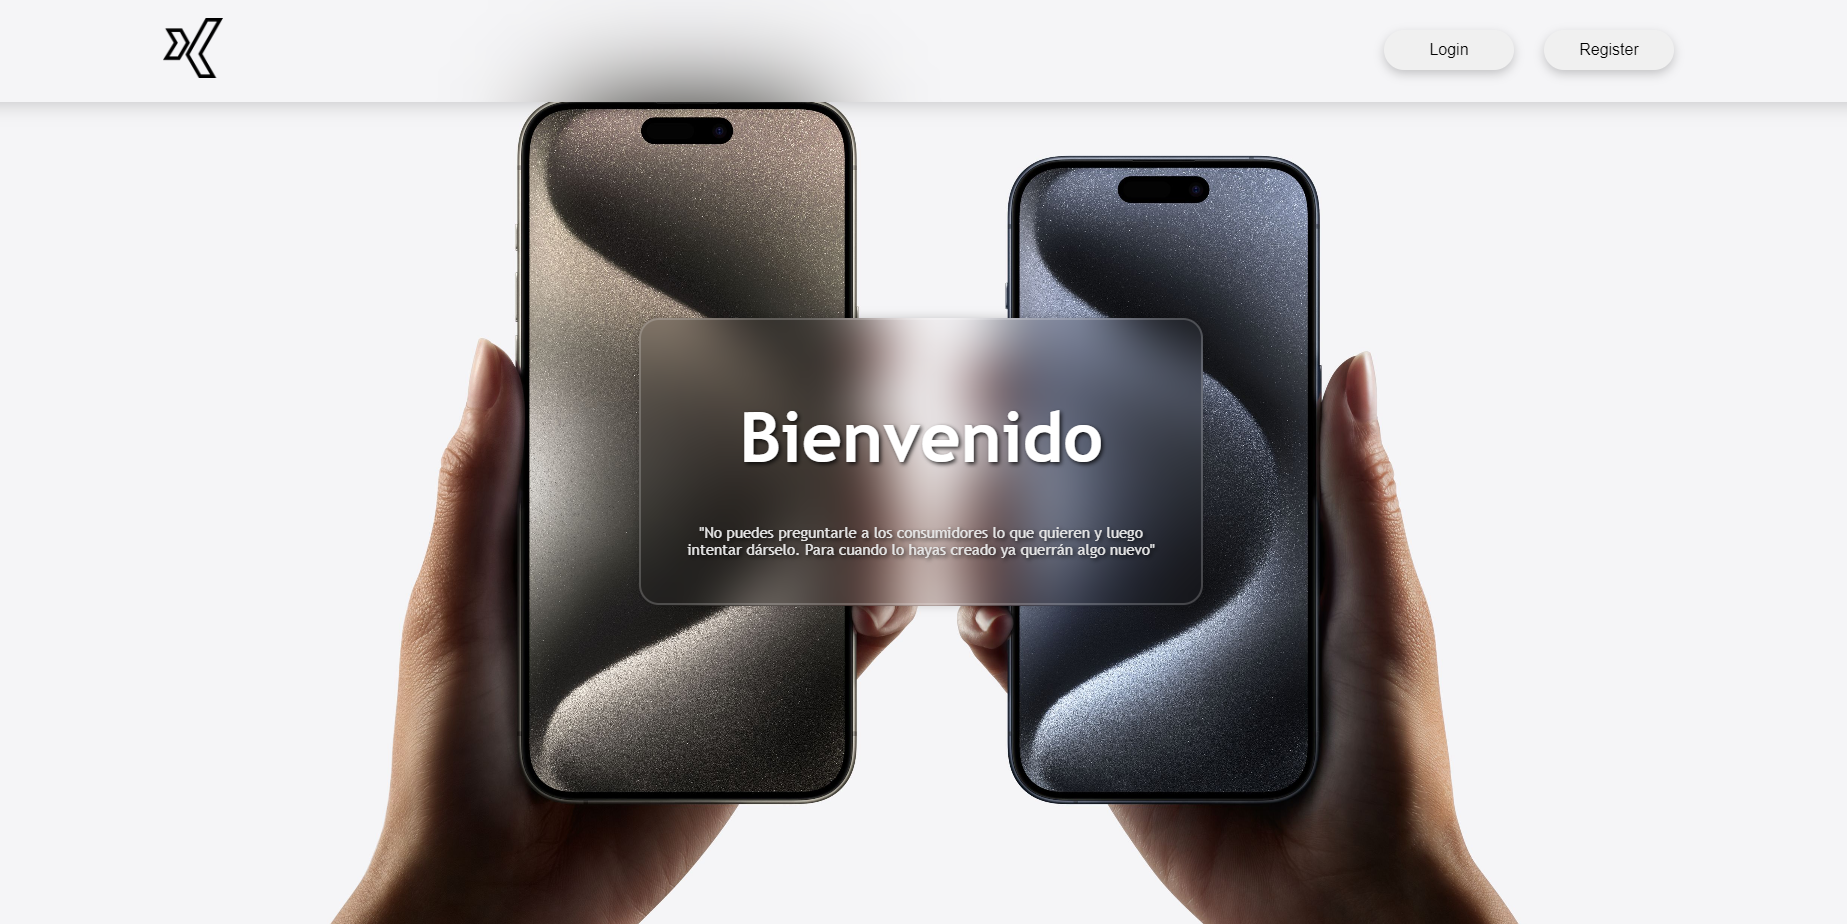 Login
Register
Bienvenido
"No puedes preguntarle a los consumidores lo que quieren y luego
intentar dárselo. Para cuando lo hayas creado ya querrán algo nuevo"